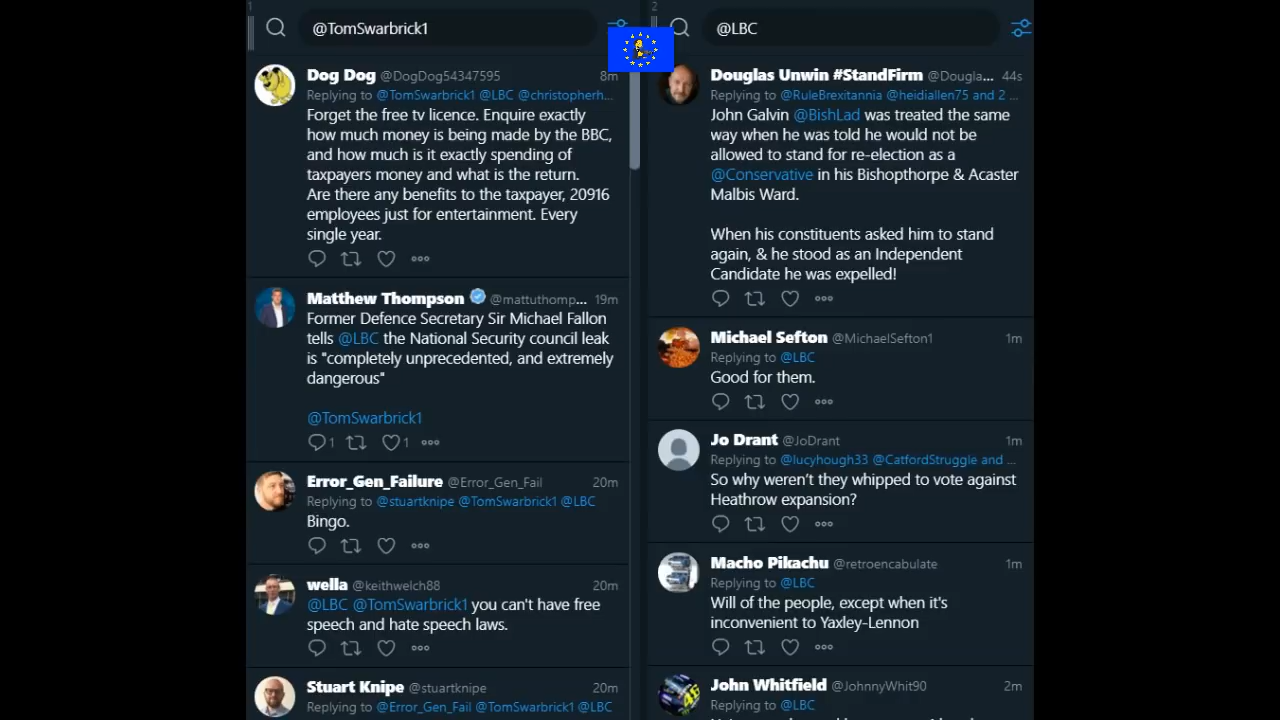 1
@TomSwarbrick1
Dog Dog @DogDog54347595 8m
Replying to @TomSwarbrick1 @LBC @christopherh...
Forget the free tv licence. Enquire exactly
how much money is being made by the BBC,
and how much is it exactly spending of
taxpayers money and what is the return.
Are there any benefits to the taxpayer, 20916
employees just for entertainment. Every
single year.
Matthew Thompson @mattuthomp... 19m
Former Defence Secretary Sir Michael Fallon
tells @LBC the National Security council leak
is "completely unprecedented, and extremely
dangerous"
@TomSwarbrick1
1 1
Error_Gen_Failure @Error_Gen_Fail 20m
Replying to @stuartknipe @TomSwarbrick1 @LBC
Bingo.
wella @keithwelch88 20m
@LBC @TomSwarbrick1 you can't have free
speech and hate speech laws.
Stuart Knipe @stuartknipe 20m
Replying to @Error_Gen_Fail @TomSwarbrick1 @LBC
2
@LBC
Douglas Unwin #StandFirm @Dougla... 44s
Replying to @RuleBrexitannia @heidiallen75 and 2 ...
John Galvin @BishLad was treated the same
way when he was told he would not be
allowed to stand for re-election as a
@Conservative in his Bishopthorpe & Acaster
Malbis Ward.
When his constituents asked him to stand
again, & he stood as an Independent
Candidate he was expelled!
Michael Sefton @MichaelSefton1 1m
Replying to @LBC
Good for them.
Jo Drant @JoDrant 1m
Replying to @lucyhough33 @CatfordStruggle and ...
So why weren't they whipped to vote against
Heathrow expansion?
Macho Pikachu @retroencabulate 1m
Replying to @LBC
Will of the people, except when it's
inconvenient to Yaxley-Lennon
John Whitfield @JohnnyWhit90 2m
Replying to @LBC